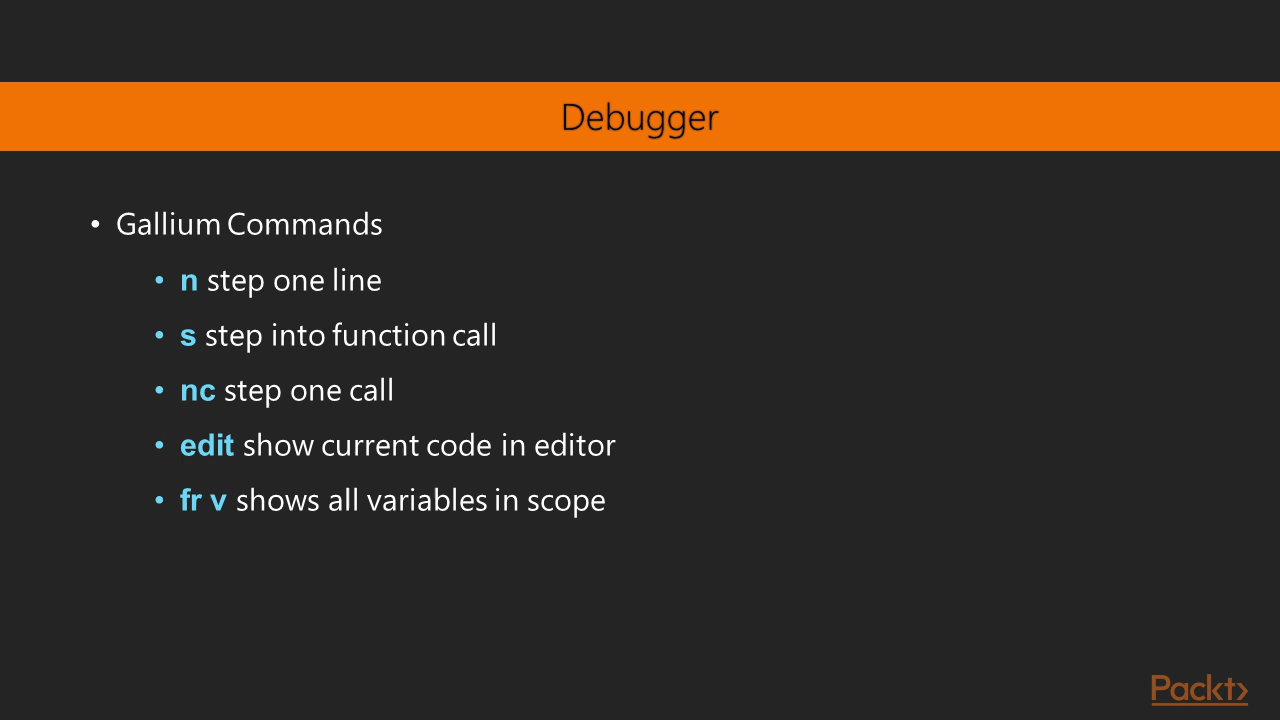 Debugger
• Gallium Commands
• n step one line
• s step into function call
• nc step one call
• edit show current code in editor
• fr v shows all variables in scope
Packt>